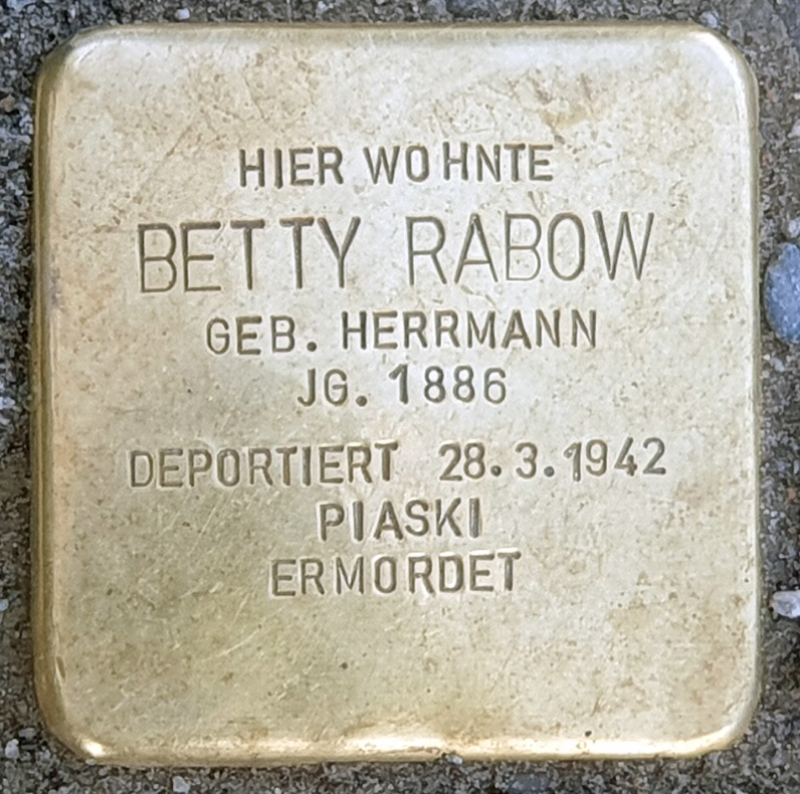 HIER WOHNTE
BETTY RABOW
GEB. HERRMANN
JG. 1886
DEPORTIERT 28.3.1942
PIASKI
ERMORDET